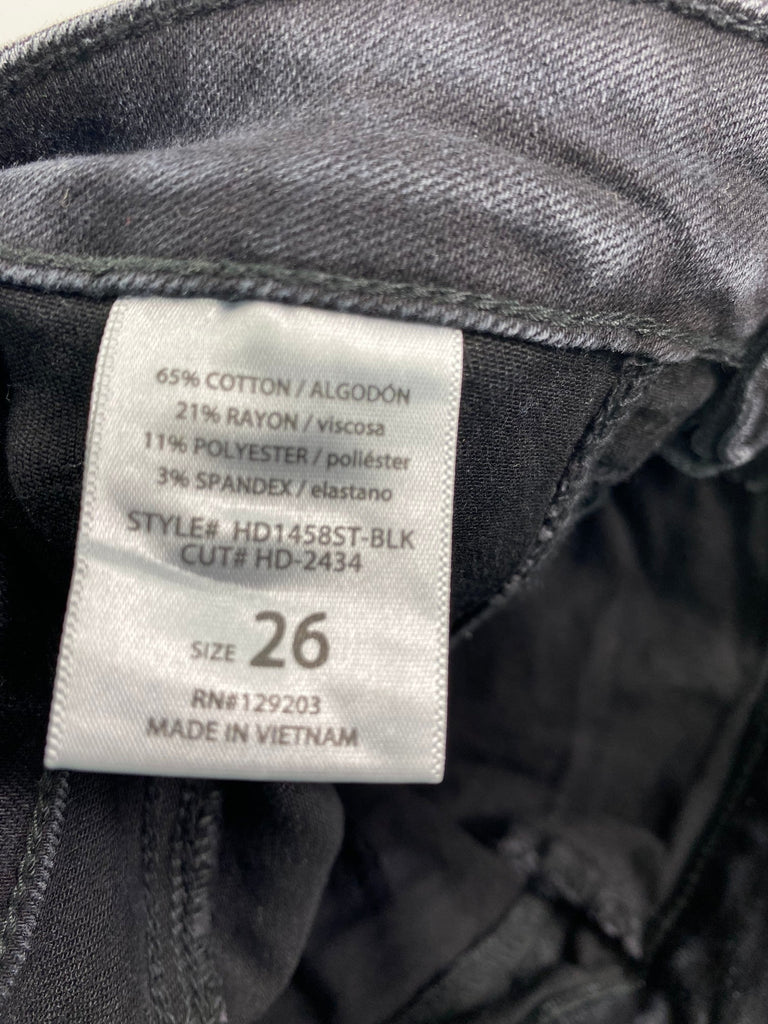 65% COTTON / ALGODÓN
21% RAYON / viscosa
11% POLYESTER / poliéster
3% SPANDEX / elastano
STYLE# HD1458ST-BLK
CUT# HD-2434
SIZE 26
RN#129203
MADE IN VIETNAM